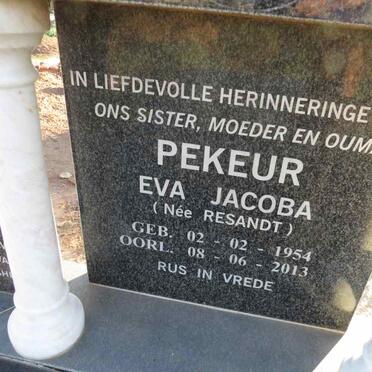 IN LIEFDEVOLLE HERINNERINGE
ONS SISTER, MOEDER EN OUMA
PEKEUR
EVA JACOBA
( Née RESANDT )
GEB. 02 - 02 - 1954
OORL. 08 - 06 - 2013
RUS IN VREDE